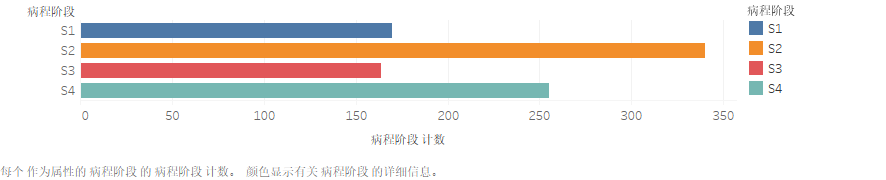 病程阶段
S1
S2
S3
S4
0 50 100 150 200 250 300 350
病程阶段 计数
病程阶段
S1
S2
S3
S4
每个 作为属性的 病程阶段 的 病程阶段 计数。 颜色显示有关 病程阶段 的详细信息。